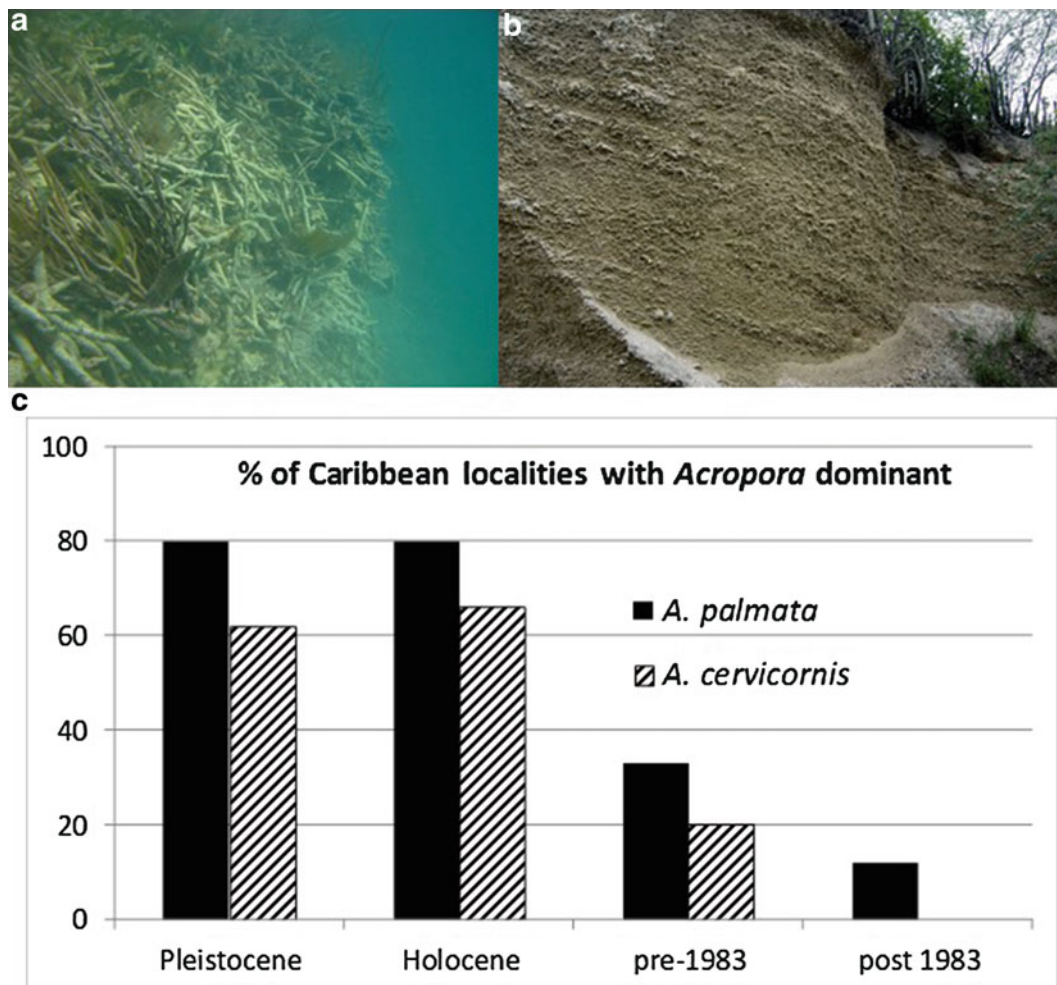 a
b
c
% of Caribbean localities with Acropora dominant
100
80
60
40
20
0
A. palmata
A. cervicornis
Pleistocene
Holocene
pre-1983
post 1983